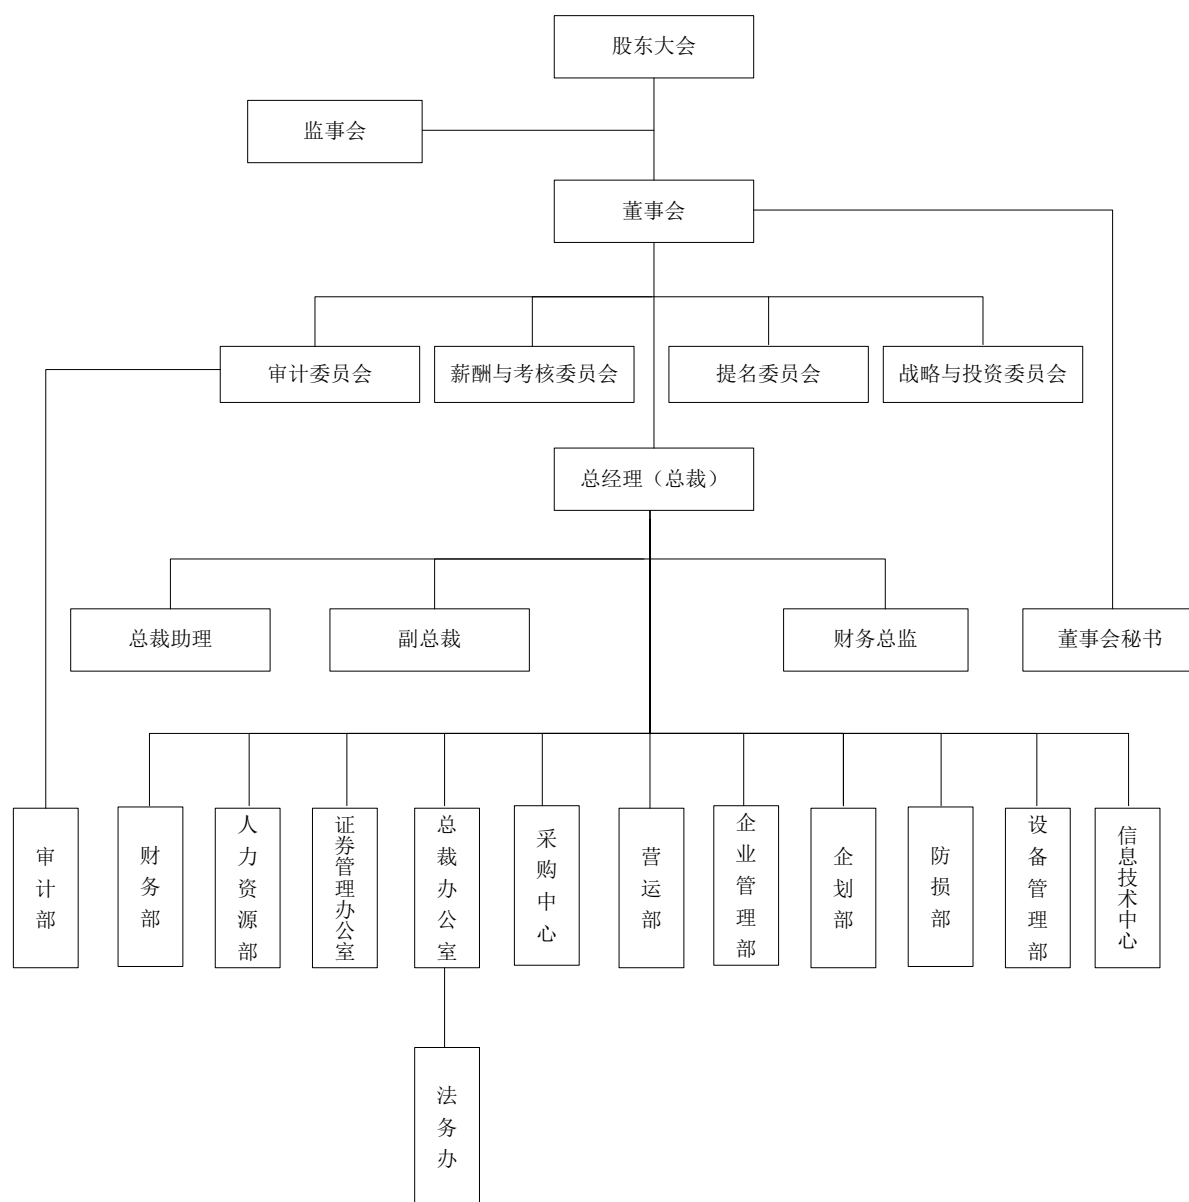 股东大会
监事会
董事会
审计委员会
薪酬与考核委员会
提名委员会
战略与投资委员会
总经理（总裁）
总裁助理
副总裁
财务总监
董事会秘书
审计部
财务部
人力资源部
证券管理办公室
总裁办公室
采购中心
营运部
企业管理部
企划部
防损部
设备管理部
信息技术中心
法务办